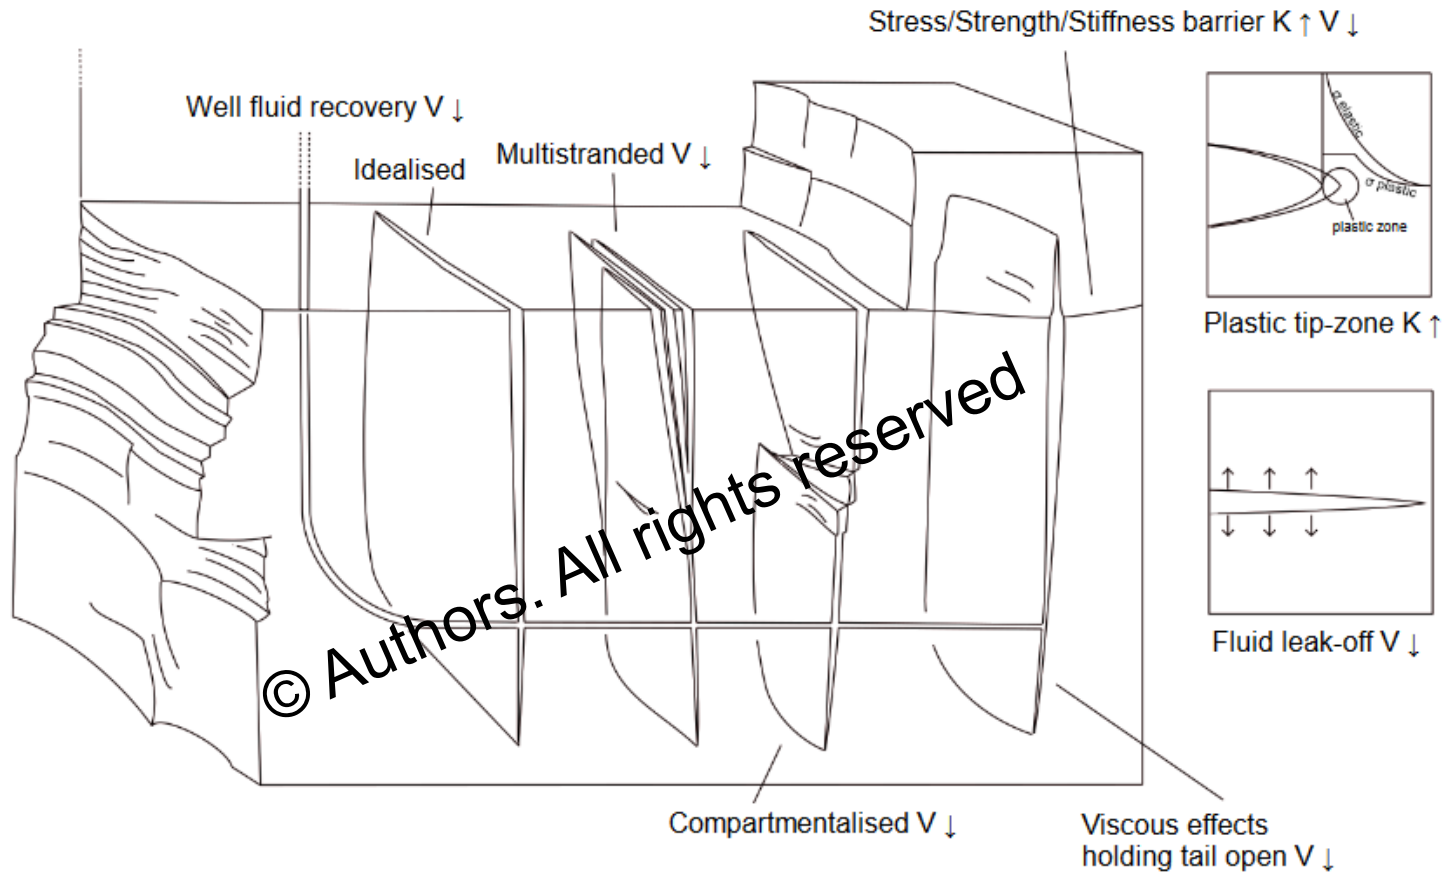 Stress/Strength/Stiffness barrier K ↑ V ↓
Well fluid recovery V ↓
Idealised
Multistranded V ↓
σ elastic
σ plastic
plastic zone
Plastic tip-zone K ↑
Fluid leak-off V ↓
© Authors. All rights reserved
Compartmentalised V ↓
Viscous effects
holding tail open V ↓